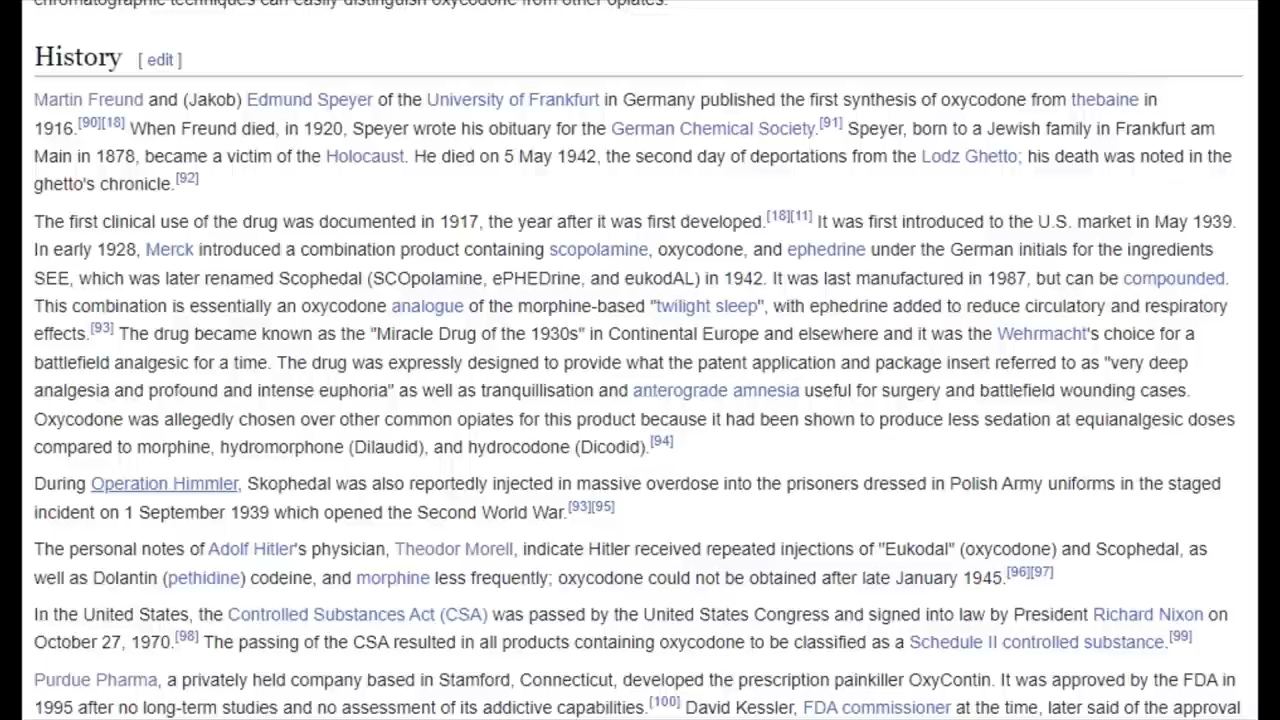 chromatographic techniques can easily distinguish oxycodone from other opiates.
History [ edit ]
Martin Freund and (Jakob) Edmund Speyer of the University of Frankfurt in Germany published the first synthesis of oxycodone from thebaine in
1916.[90][18] When Freund died, in 1920, Speyer wrote his obituary for the German Chemical Society.[91] Speyer, born to a Jewish family in Frankfurt am
Main in 1878, became a victim of the Holocaust. He died on 5 May 1942, the second day of deportations from the Lodz Ghetto; his death was noted in the
ghetto's chronicle.[92]
The first clinical use of the drug was documented in 1917, the year after it was first developed.[18][11] It was first introduced to the U.S. market in May 1939.
In early 1928, Merck introduced a combination product containing scopolamine, oxycodone, and ephedrine under the German initials for the ingredients
SEE, which was later renamed Scophedal (SCOpolamine, ePHEDrine, and eukodAL) in 1942. It was last manufactured in 1987, but can be compounded.
This combination is essentially an oxycodone analogue of the morphine-based "twilight sleep", with ephedrine added to reduce circulatory and respiratory
effects.[93] The drug became known as the "Miracle Drug of the 1930s" in Continental Europe and elsewhere and it was the Wehrmacht's choice for a
battlefield analgesic for a time. The drug was expressly designed to provide what the patent application and package insert referred to as "very deep
analgesia and profound and intense euphoria" as well as tranquillisation and anterograde amnesia useful for surgery and battlefield wounding cases.
Oxycodone was allegedly chosen over other common opiates for this product because it had been shown to produce less sedation at equianalgesic doses
compared to morphine, hydromorphone (Dilaudid), and hydrocodone (Dicodid).[94]
During Operation Himmler, Skophedal was also reportedly injected in massive overdose into the prisoners dressed in Polish Army uniforms in the staged
incident on 1 September 1939 which opened the Second World War.[93][95]
The personal notes of Adolf Hitler's physician, Theodor Morell, indicate Hitler received repeated injections of "Eukodal" (oxycodone) and Scophedal, as
well as Dolantin (pethidine) codeine, and morphine less frequently; oxycodone could not be obtained after late January 1945.[96][97]
In the United States, the Controlled Substances Act (CSA) was passed by the United States Congress and signed into law by President Richard Nixon on
October 27, 1970.[98] The passing of the CSA resulted in all products containing oxycodone to be classified as a Schedule II controlled substance.[99]
Purdue Pharma, a privately held company based in Stamford, Connecticut, developed the prescription painkiller OxyContin. It was approved by the FDA in
1995 after no long-term studies and no assessment of its addictive capabilities.[100] David Kessler, FDA commissioner at the time, later said of the approval